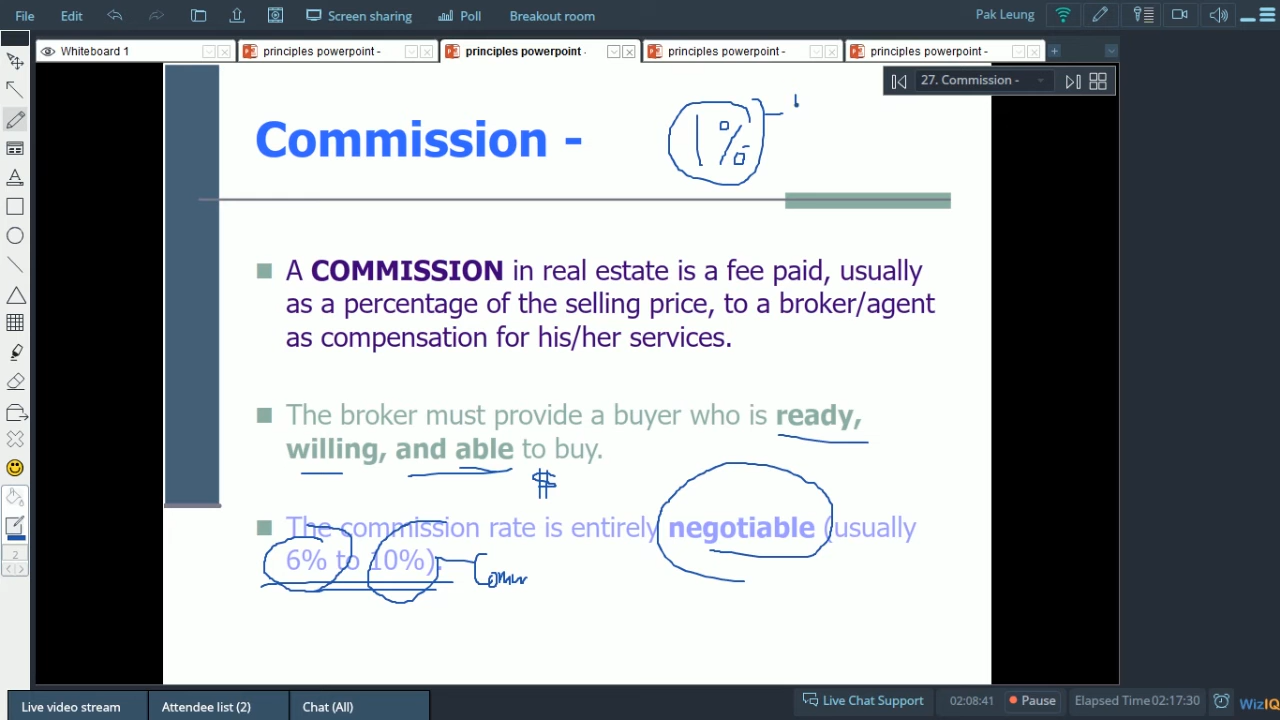 File Edit Screen sharing Poll Breakout room Pak Leung
Whiteboard 1 principles powerpoint - principles powerpoint - principles powerpoint - principles powerpoint -
27. Commission -
Commission -
1%
A COMMISSION in real estate is a fee paid, usually
as a percentage of the selling price, to a broker/agent
as compensation for his/her services.
The broker must provide a buyer who is ready,
willing, and able to buy.
$
The commission rate is entirely negotiable (usually
6% to 10%).
2
Live video stream Attendee list (2) Chat (All) Live Chat Support 02:08:41 Pause Elapsed Time 02:17:30 WizIQ